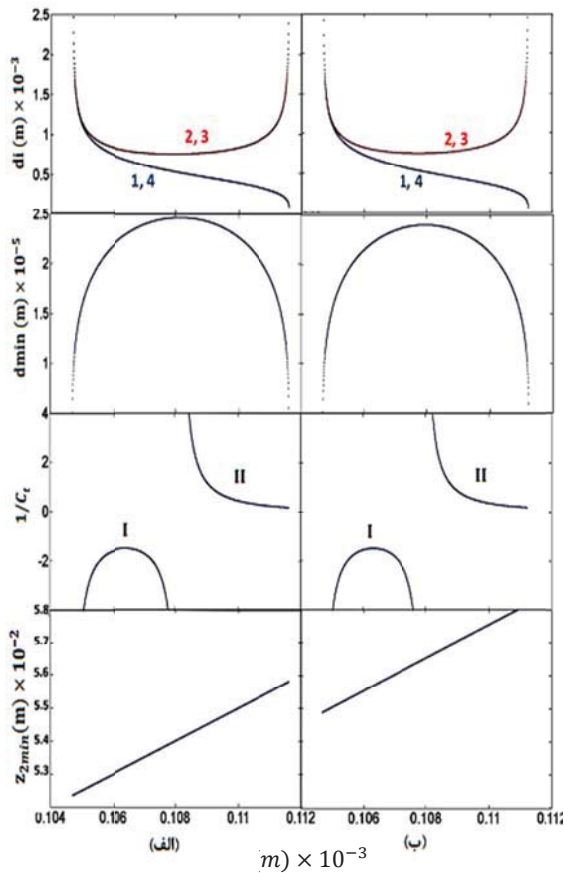 di (m) × 10⁻³
2.5
2
1.5
1
0.5
2, 3
1, 4
2, 3
1, 4
dmin (m) × 10⁻⁵
2.5
2
1.5
1
1/Cₜ
4
2
0
-2
I
II
I
II
z₂ₘᵢₙ(m) × 10⁻²
5.8
5.7
5.6
5.5
5.4
5.3
0.104 0.106 0.108 0.11 0.112 0.106 0.108 0.11 0.112
(الف) (ب)
m) × 10⁻³